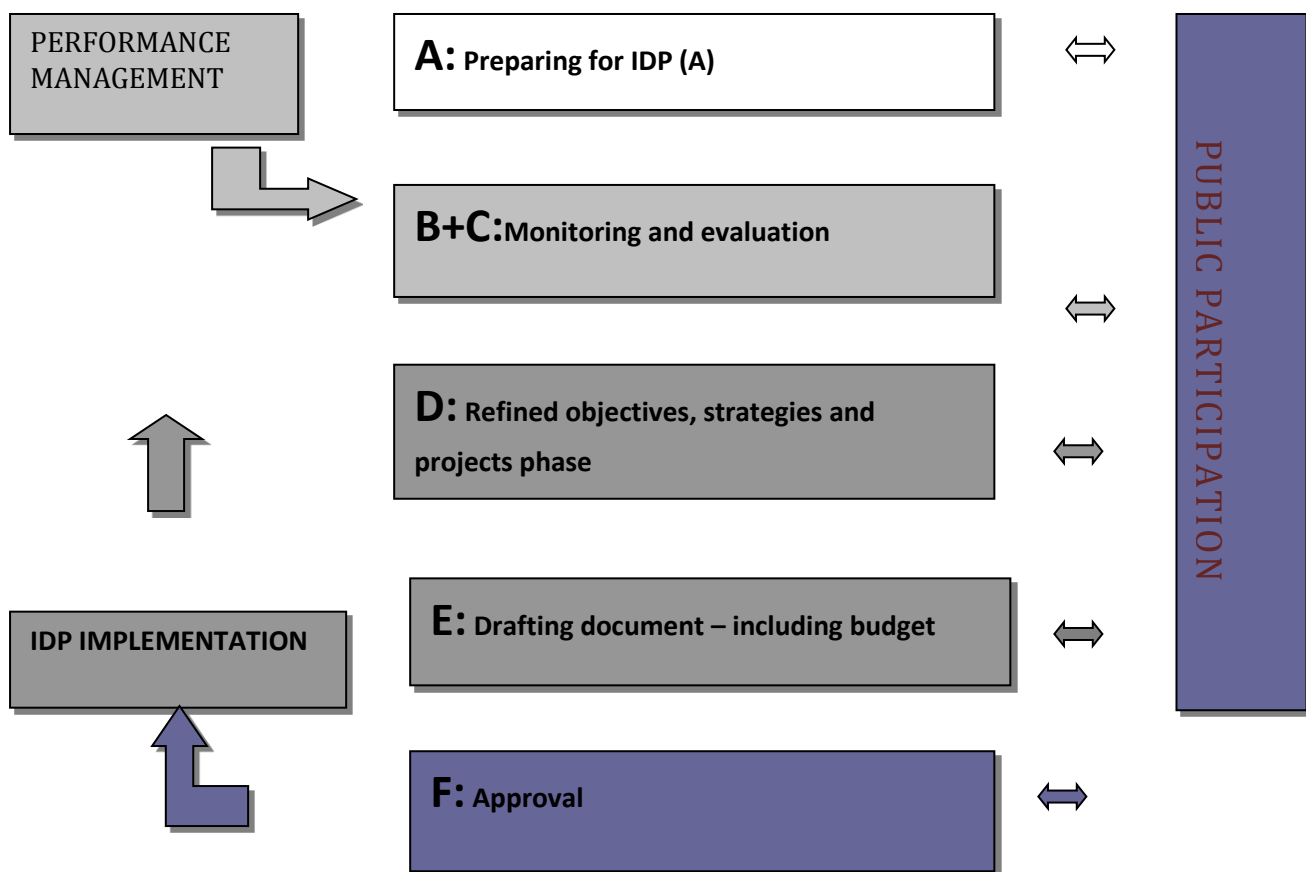 PERFORMANCE
MANAGEMENT
A: Preparing for IDP (A)
B+C:Monitoring and evaluation
D: Refined objectives, strategies and
projects phase
E: Drafting document – including budget
IDP IMPLEMENTATION
F: Approval
PUBLIC PARTICIPATION